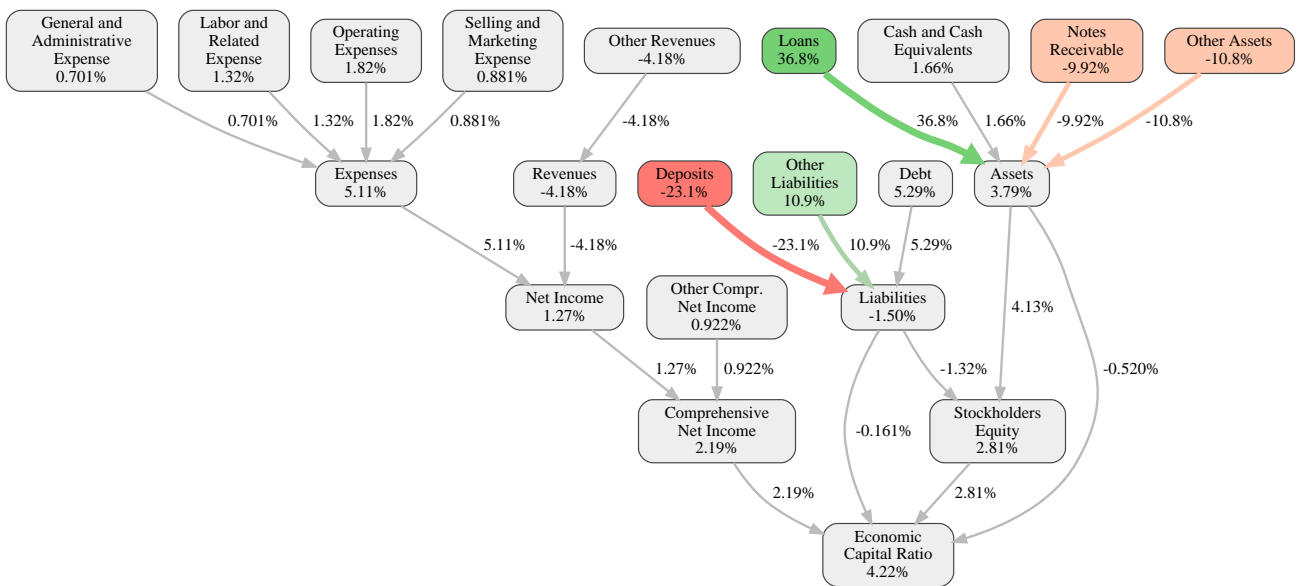 General and
Administrative
Expense
0.701%
Labor and
Related
Expense
1.32%
Operating
Expenses
1.82%
Selling and
Marketing
Expense
0.881%
Other Revenues
-4.18%
Loans
36.8%
Cash and Cash
Equivalents
1.66%
Notes
Receivable
-9.92%
Other Assets
-10.8%
0.701%
1.32%
1.82%
0.881%
-4.18%
36.8%
1.66%
-9.92%
-10.8%
Expenses
5.11%
Revenues
-4.18%
Deposits
-23.1%
Other
Liabilities
10.9%
Debt
5.29%
Assets
3.79%
5.11%
-4.18%
-23.1%
10.9%
5.29%
Net Income
1.27%
Other Compr.
Net Income
0.922%
Liabilities
-1.50%
4.13%
1.27%
0.922%
-1.32%
-0.520%
Comprehensive
Net Income
2.19%
-0.161%
Stockholders
Equity
2.81%
2.19%
2.81%
Economic
Capital Ratio
4.22%